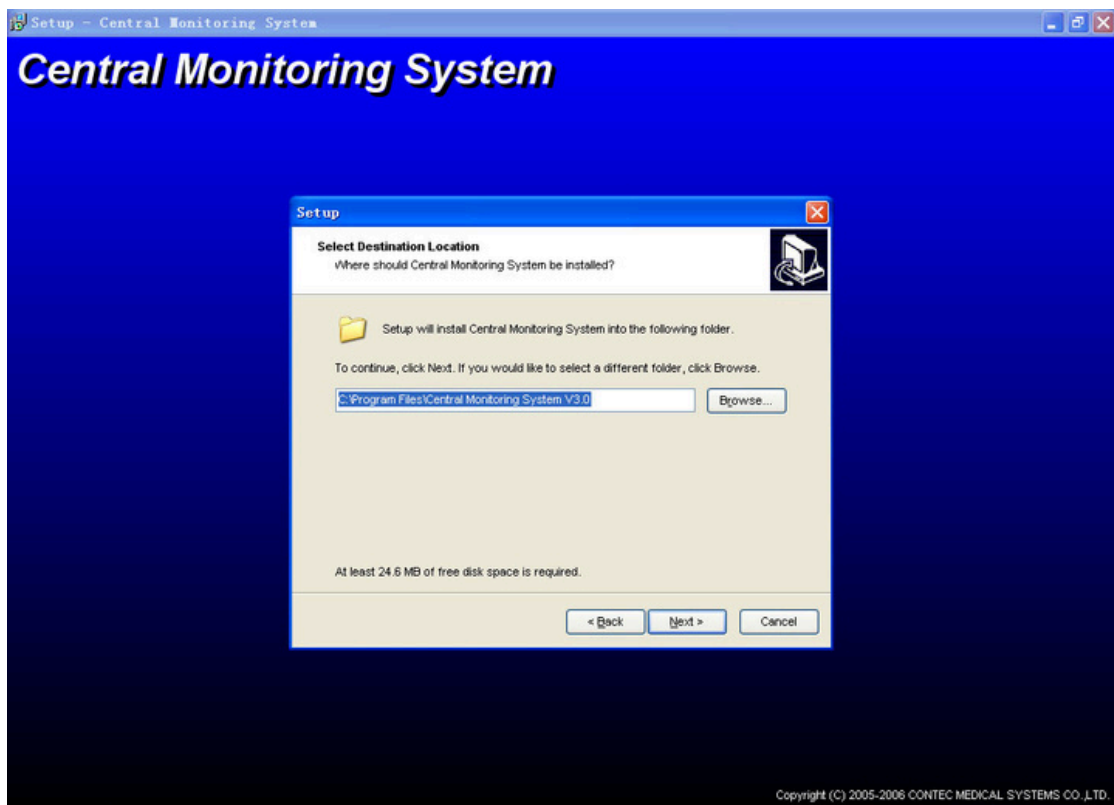 Setup - Central Monitoring System
Central Monitoring System
Setup
Select Destination Location
Where should Central Monitoring System be installed?
Setup will install Central Monitoring System into the following folder.
To continue, click Next. If you would like to select a different folder, click Browse.
C:\Program Files\Central Monitoring System V3.0
Browse...
At least 24.6 MB of free disk space is required.
< Back
Next >
Cancel
Copyright (C) 2005-2006 CONTEC MEDICAL SYSTEMS CO.,LTD.